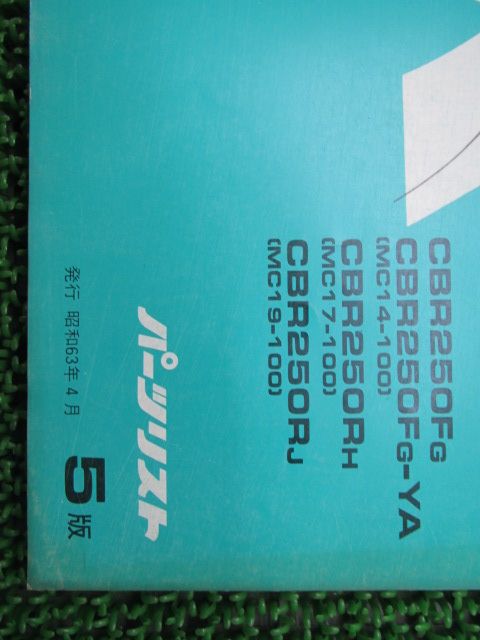 CBR250FG
CBR250FG-YA
(MC14-100)
CBR250RH
(MC17-100)
CBR250RJ
(MC19-100)
パーツリスト
発行 昭和63年4月
5版